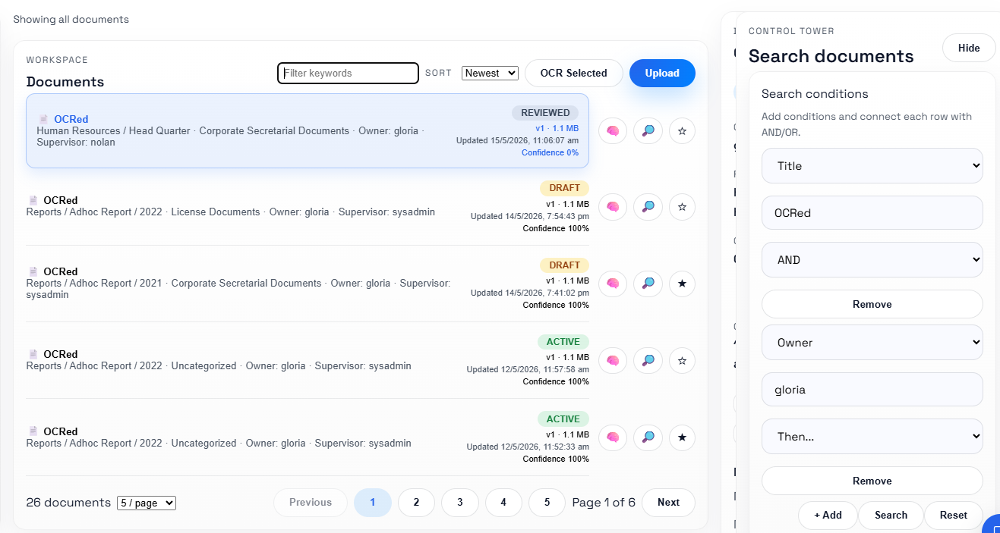 Showing all documents
WORKSPACE
Documents
Filter keywords
SORT
Newest
OCR Selected
Upload
OCRed
Human Resources / Head Quarter · Corporate Secretarial Documents · Owner: gloria ·
Supervisor: nolan
REVIEWED
v1 · 1.1 MB
Updated 15/5/2026, 11:06:07 am
Confidence 0%
OCRed
Reports / Adhoc Report / 2022 · License Documents · Owner: gloria · Supervisor: sysadmin
DRAFT
v1 · 1.1 MB
Updated 14/5/2026, 7:54:43 pm
Confidence 100%
OCRed
Reports / Adhoc Report / 2021 · Corporate Secretarial Documents · Owner: gloria · Supervisor:
sysadmin
DRAFT
v1 · 1.1 MB
Updated 14/5/2026, 7:41:02 pm
Confidence 100%
OCRed
Reports / Adhoc Report / 2022 · Uncategorized · Owner: gloria · Supervisor: sysadmin
ACTIVE
v1 · 1.1 MB
Updated 12/5/2026, 11:57:58 am
Confidence 100%
OCRed
Reports / Adhoc Report / 2022 · Uncategorized · Owner: gloria · Supervisor: sysadmin
ACTIVE
v1 · 1.1 MB
Updated 12/5/2026, 11:52:33 am
Confidence 100%
26 documents
5 / page
Previous
1
2
3
4
5
Page 1 of 6
Next
CONTROL TOWER
Search documents
Hide
Search conditions
Add conditions and connect each row with
AND/OR.
Title
OCRed
AND
Remove
Owner
gloria
Then...
Remove
+ Add
Search
Reset